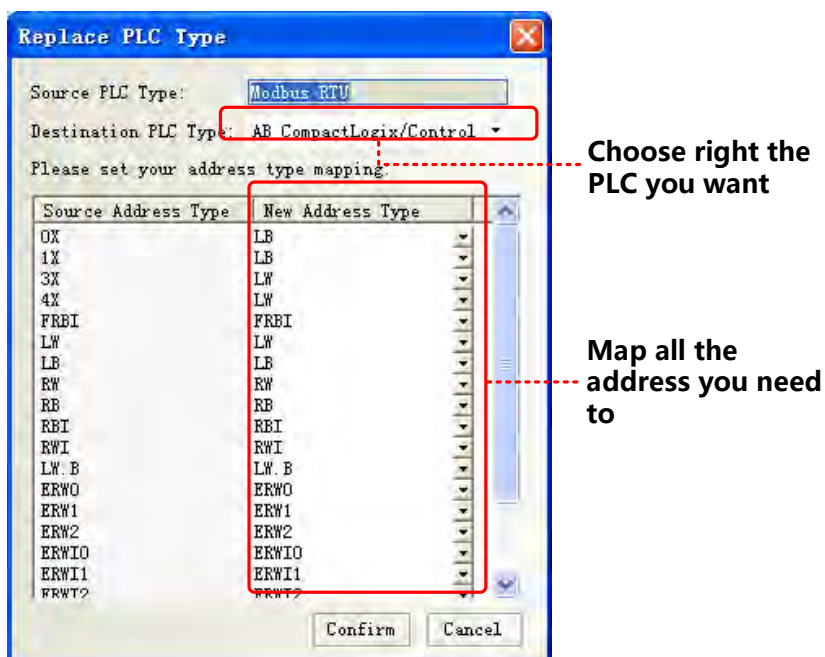 Replace PLC Type
Source PLC Type: Modbus RTU
Destination PLC Type: AB CompactLogix/Control
Please set your address type mapping.
Choose right the
PLC you want
Source Address Type New Address Type
0X LB
1X LB
3X LW
4X LW
FRBI FRBI
LW LW
LB LB
RW RW
RB RB
RBI RBI
RWI RWI
LW.B LW.B
ERW0 ERW0
ERW1 ERW1
ERW2 ERW2
ERWI0 ERWI0
ERWI1 ERWI1
ERWI2 ERWI2
Map all the
address you need
to
Confirm Cancel